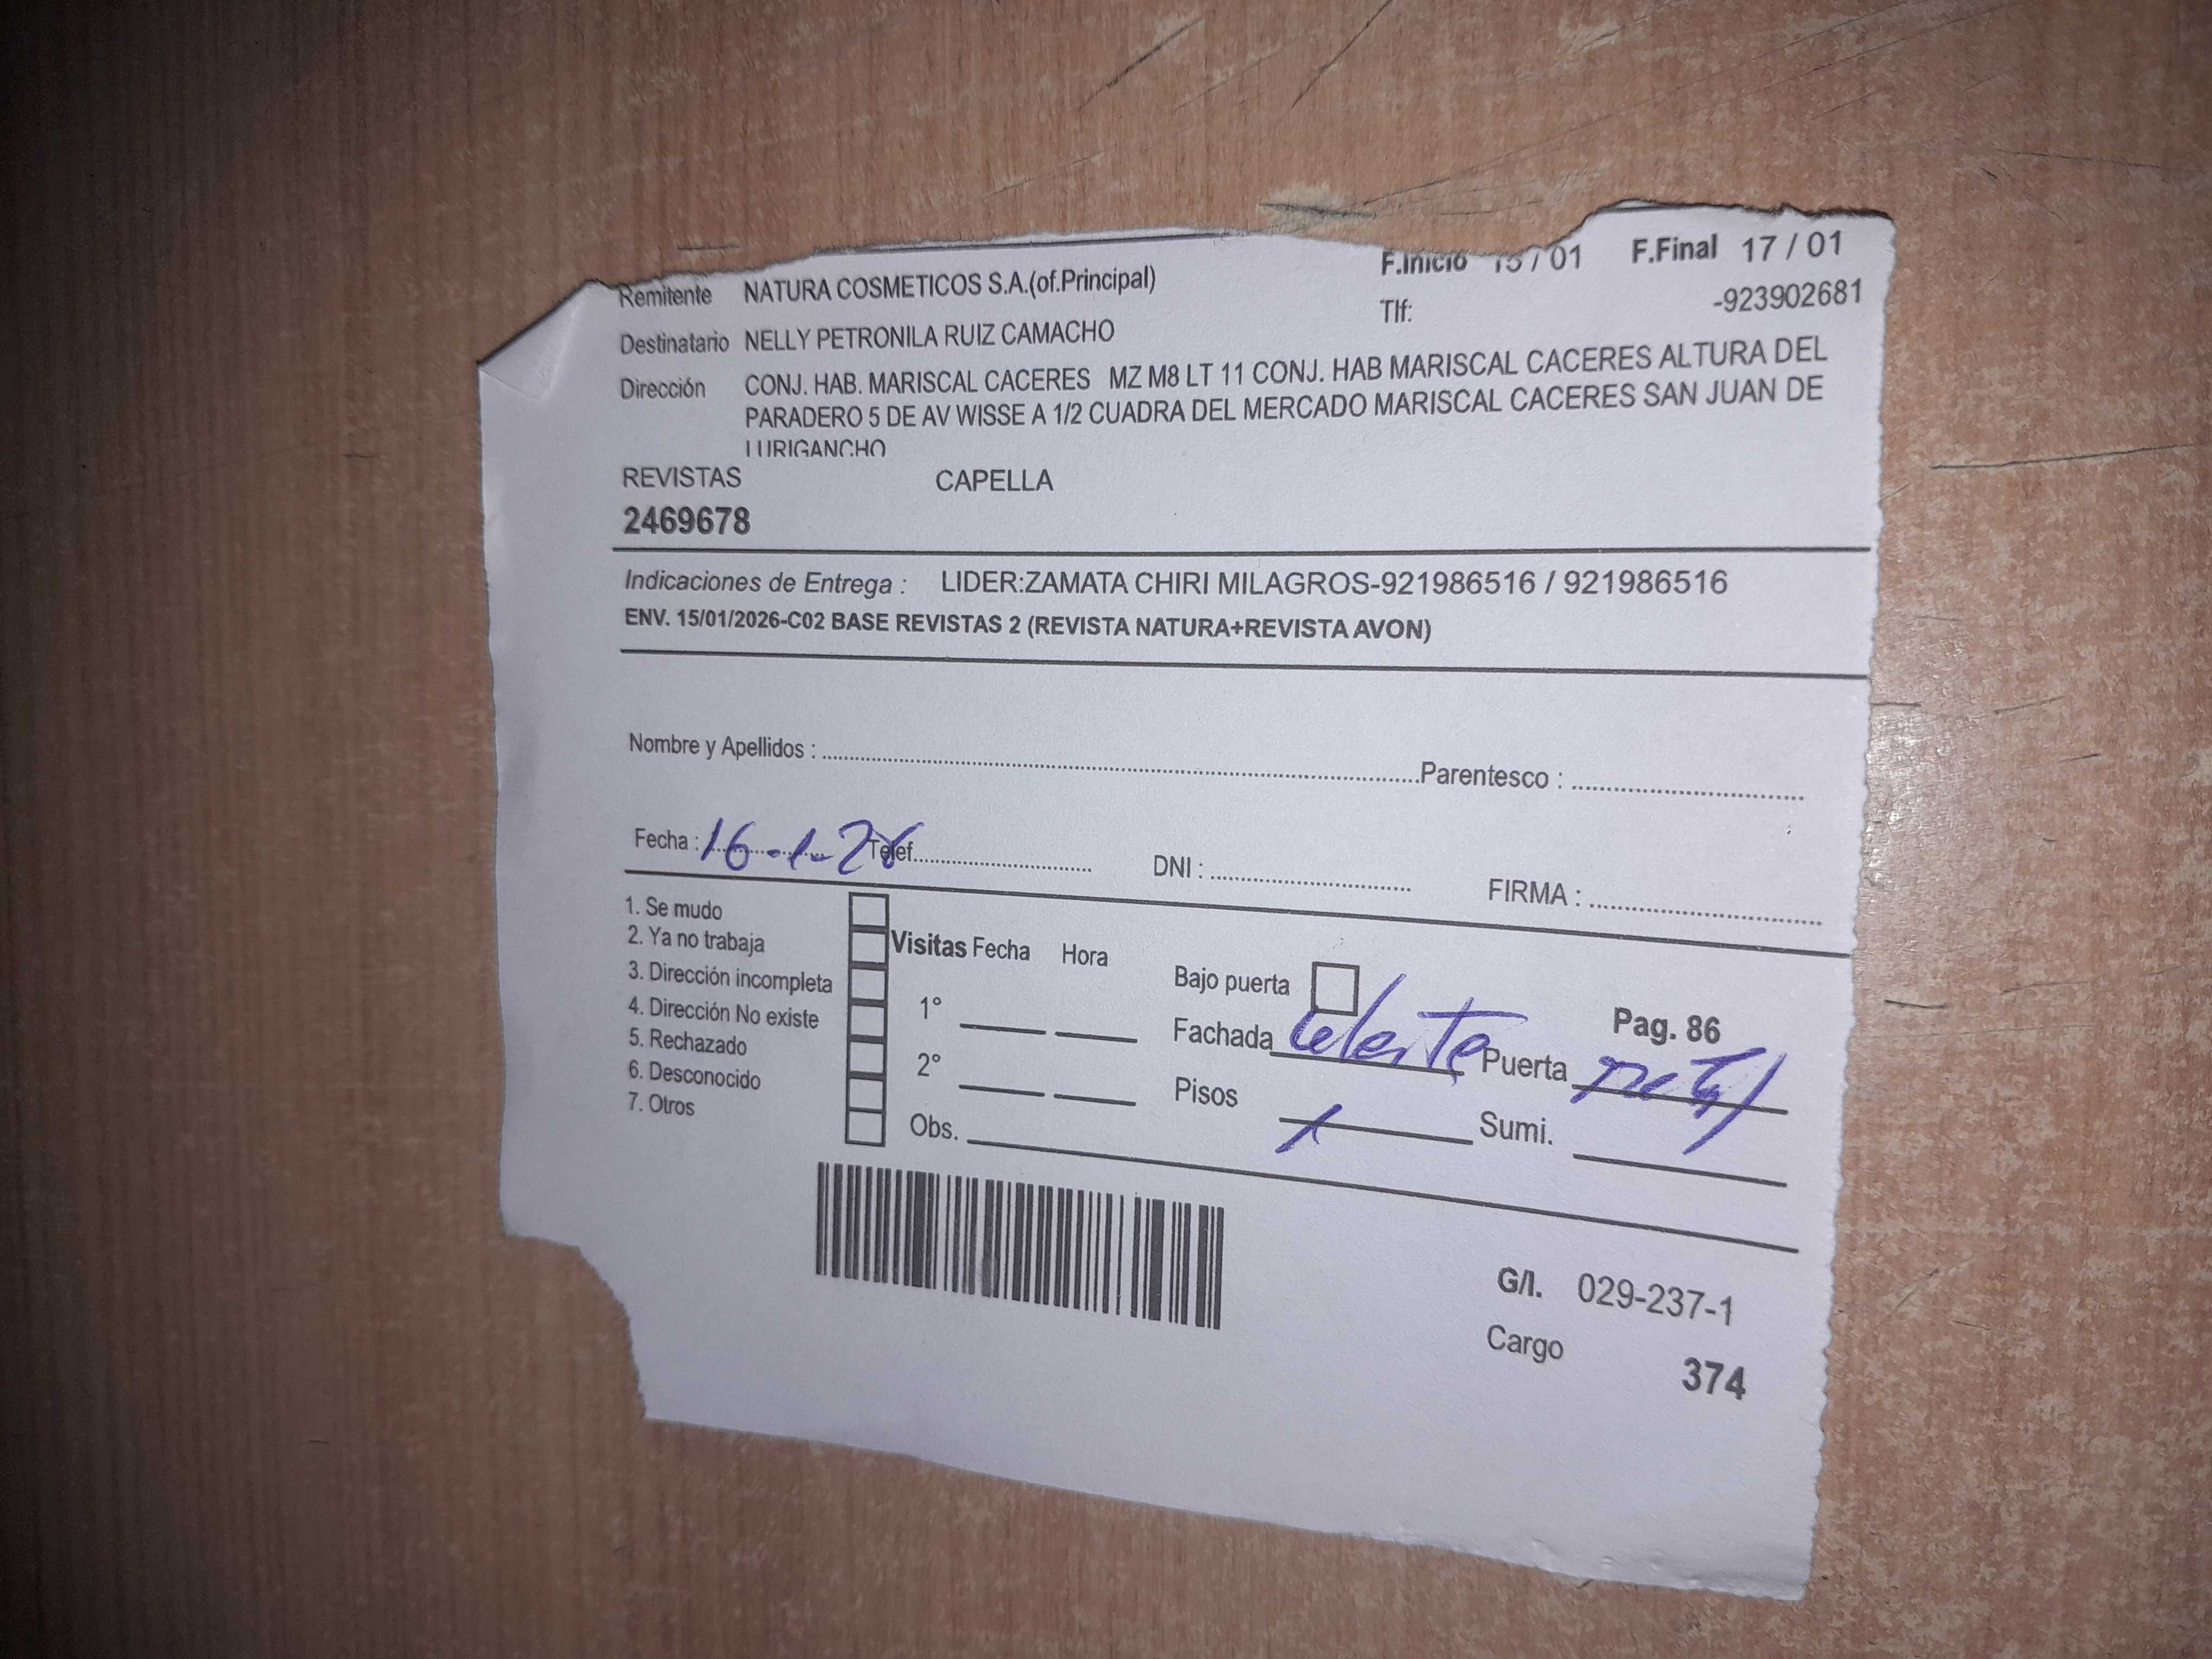 F.Inicio 15 / 01 F.Final 17 / 01
Remitente NATURA COSMETICOS S.A.(of.Principal)
Tlf: -923902681
Destinatario NELLY PETRONILA RUIZ CAMACHO
Dirección CONJ. HAB. MARISCAL CACERES MZ M8 LT 11 CONJ. HAB MARISCAL CACERES ALTURA DEL
PARADERO 5 DE AV WISSE A 1/2 CUADRA DEL MERCADO MARISCAL CACERES SAN JUAN DE
LURIGANCHO
REVISTAS CAPELLA
2469678
Indicaciones de Entrega : LIDER:ZAMATA CHIRI MILAGROS-921986516 / 921986516
ENV. 15/01/2026-C02 BASE REVISTAS 2 (REVISTA NATURA+REVISTA AVON)
Nombre y Apellidos : Parentesco :
Fecha : 16-1-26 Telef. DNI : FIRMA :
1. Se mudo
2. Ya no trabaja
3. Dirección incompleta
4. Dirección No existe
5. Rechazado
6. Desconocido
7. Otros
Visitas Fecha Hora
1°
2°
Obs.
Bajo puerta
Pag. 86
Fachada celeste Puerta metal
Pisos 1 Sumi.
G/I. 029-237-1
Cargo 374